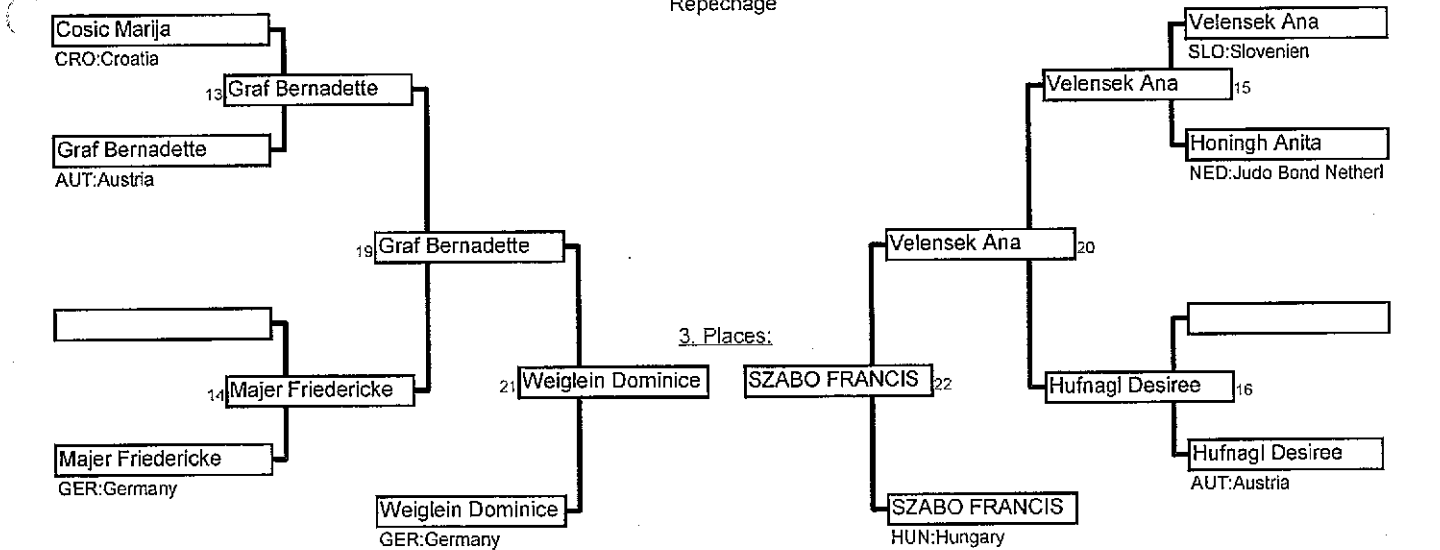 Repechage
Cosic Marija
CRO:Croatia
13 Graf Bernadette
Graf Bernadette
AUT:Austria
19 Graf Bernadette
14 Majer Friedericke
Majer Friedericke
GER:Germany
21 Weiglein Dominice
Weiglein Dominice
GER:Germany
3. Places:
Velensek Ana
SLO:Slovenien
Velensek Ana 15
Honingh Anita
NED:Judo Bond Netherl
Velensek Ana 20
SZABO FRANCIS 22
Hufnagl Desiree 16
Hufnagl Desiree
AUT:Austria
SZABO FRANCIS
HUN:Hungary